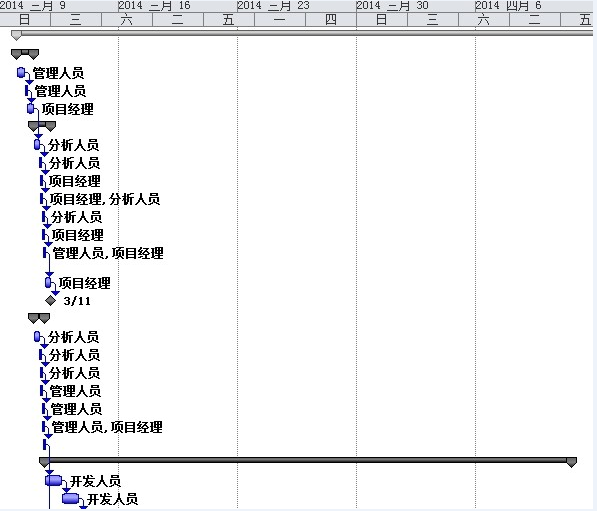 2014 三月 9 2014 三月 16 2014 三月 23 2014 三月 30 2014 四月 6
日 三 六 二 五 一 四 日 三 六 二 五
管理人员
管理人员
项目经理
分析人员
分析人员
项目经理
项目经理, 分析人员
分析人员
项目经理
管理人员, 项目经理
项目经理
3/11
分析人员
分析人员
分析人员
管理人员
管理人员
管理人员, 项目经理
开发人员
开发人员